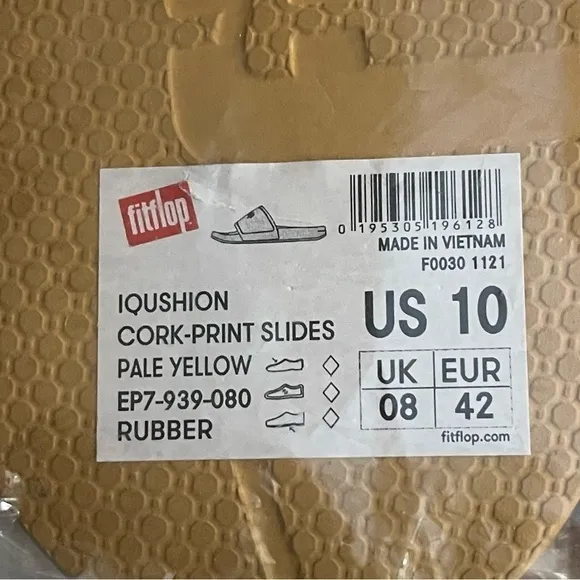 fitflop
0 195305 196128
MADE IN VIETNAM
F0030 1121
IQUSHION
CORK-PRINT SLIDES
US 10
PALE YELLOW
EP7-939-080
RUBBER
UK EUR
08 42
fitflop.com